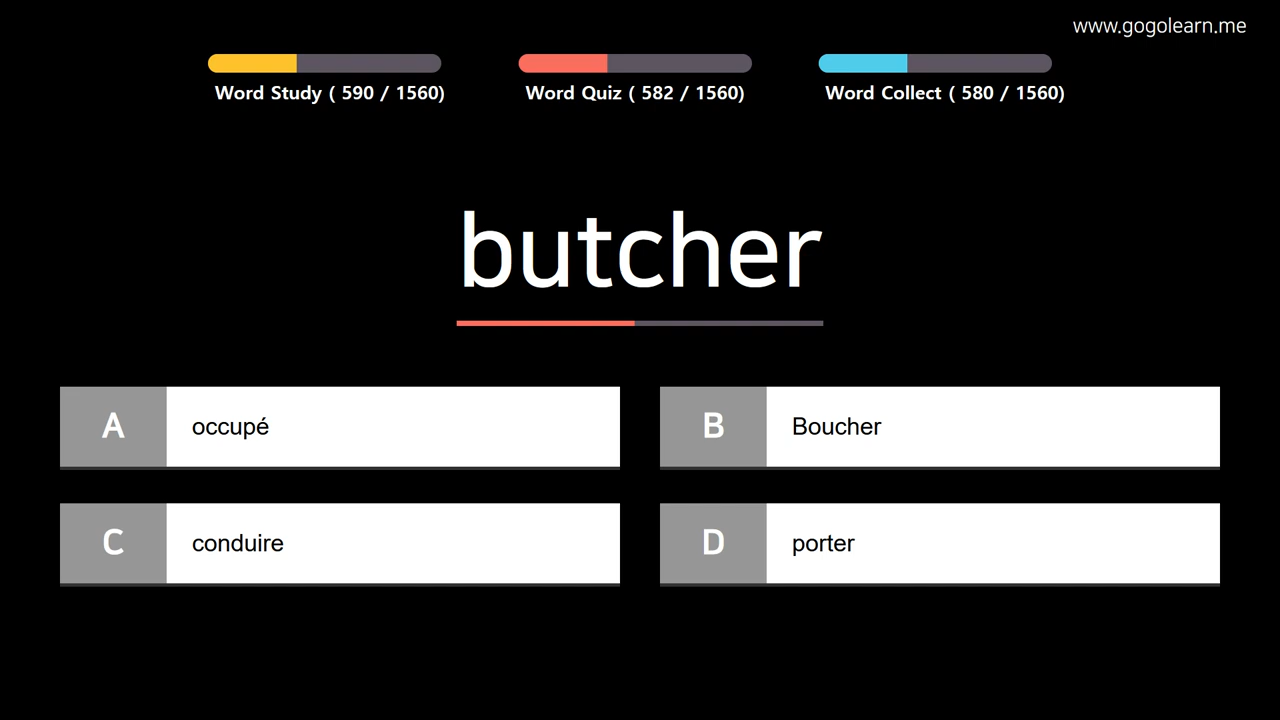 www.gogolearn.me
Word Study ( 590 / 1560)
Word Quiz ( 582 / 1560)
Word Collect ( 580 / 1560)
butcher
A occupé
B Boucher
C conduire
D porter